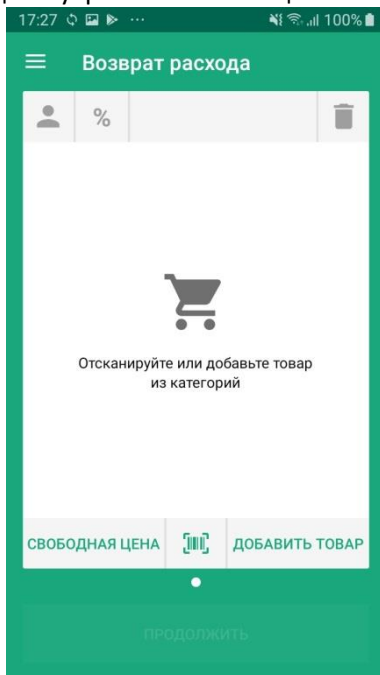 17:27 ... 100%
Возврат расхода
%
Отсканируйте или добавьте товар
из категорий
СВОБОДНАЯ ЦЕНА ДОБАВИТЬ ТОВАР
ПРОДОЛЖИТЬ